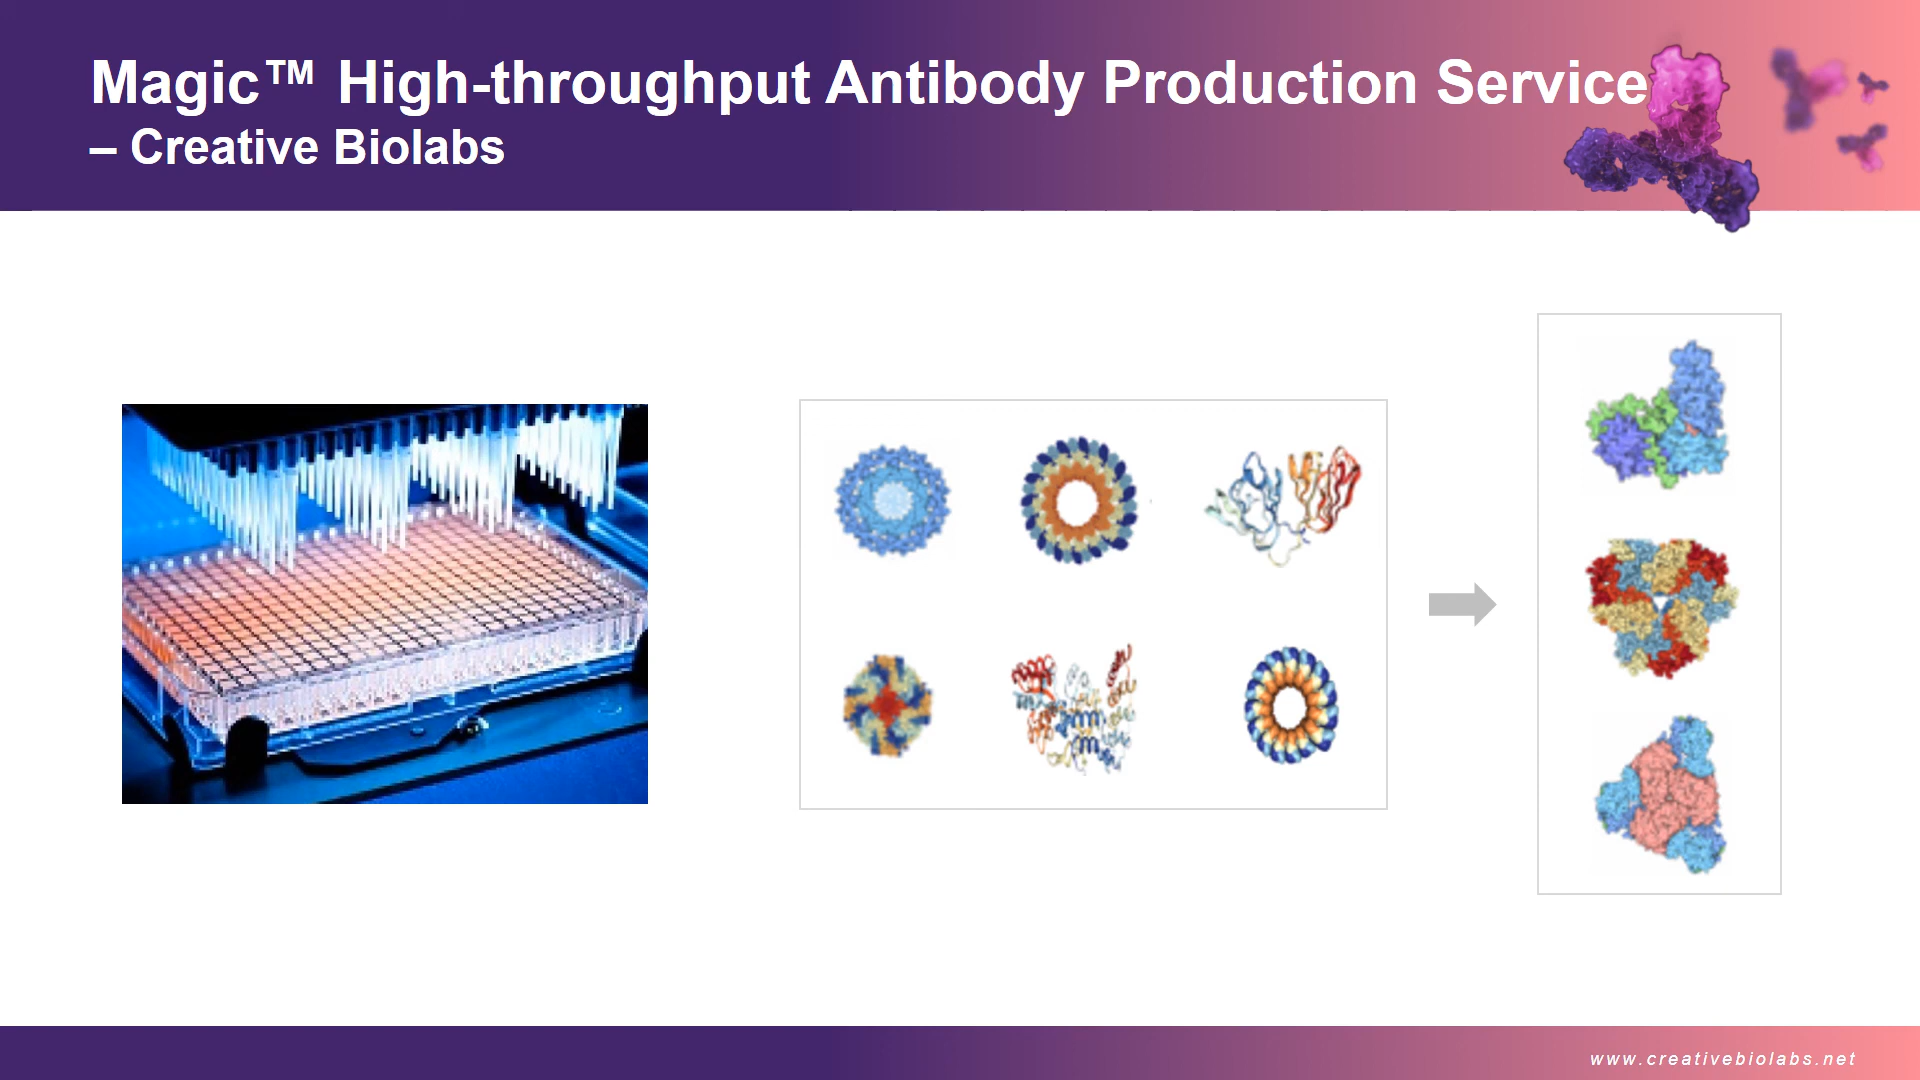 Magic™ High-throughput Antibody Production Service
– Creative Biolabs
www.creativebiolabs.net